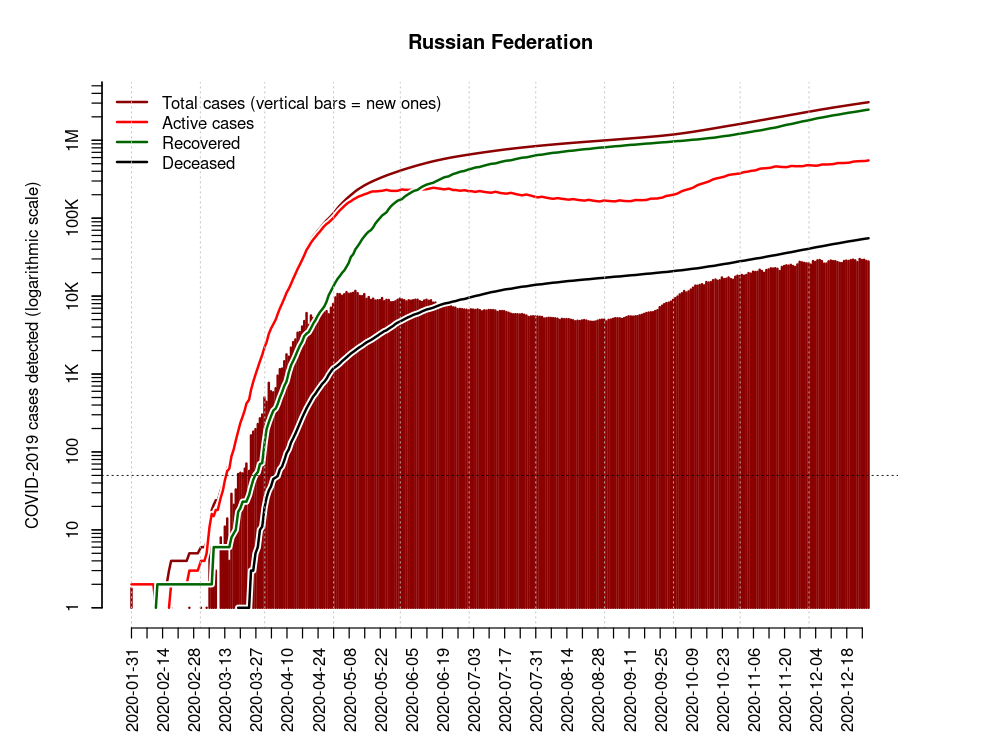 Russian Federation
Total cases (vertical bars = new ones)
Active cases
Recovered
Deceased
COVID-2019 cases detected (logarithmic scale)
1M
100K
10K
1K
100
10
1
2020-01-31
2020-02-14
2020-02-28
2020-03-13
2020-03-27
2020-04-10
2020-04-24
2020-05-08
2020-05-22
2020-06-05
2020-06-19
2020-07-03
2020-07-17
2020-07-31
2020-08-14
2020-08-28
2020-09-11
2020-09-25
2020-10-09
2020-10-23
2020-11-06
2020-11-20
2020-12-04
2020-12-18